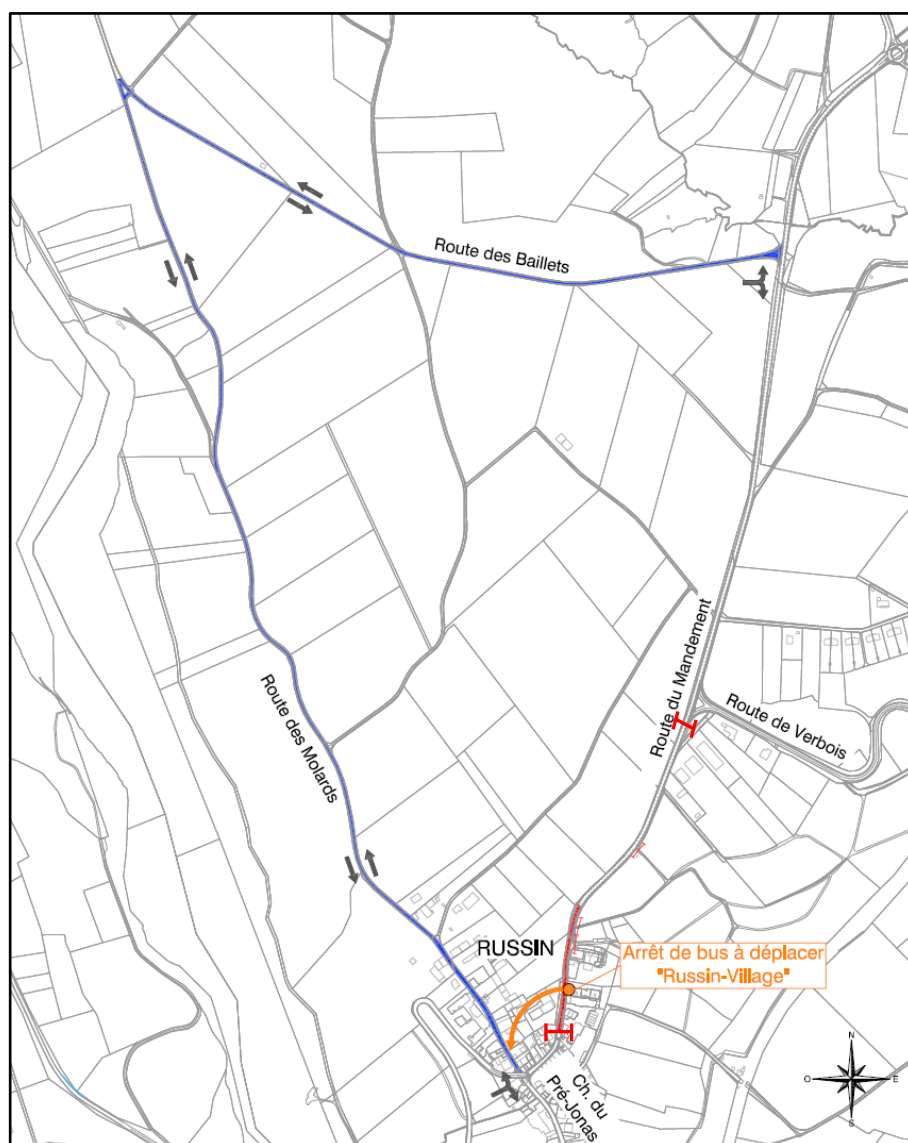 Route des Baillets
Route du Mandement
Route de Verbois
Route des Molards
RUSSIN
Arrêt de bus à déplacer
"Russin-Village"
Ch. du
Pré-Jonas
N
O
E
S